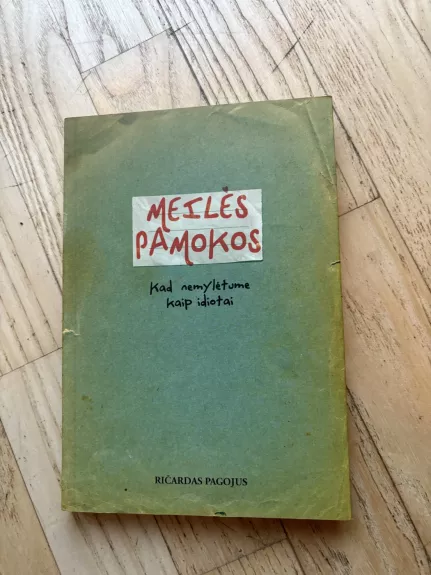 MEILĖS
PAMOKOS
Kad nemylėtume
kaip idiotai
RIČARDAS PAGOJUS